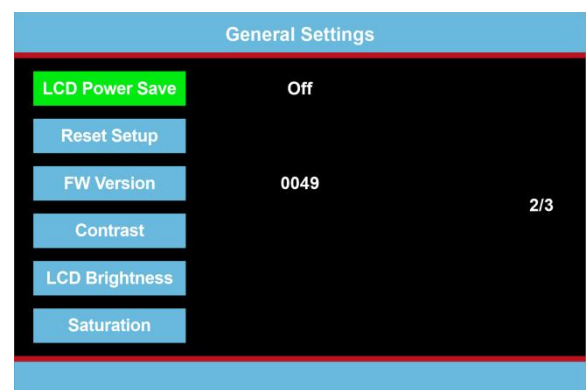 General Settings
LCD Power Save Off
Reset Setup
FW Version 0049
2/3
Contrast
LCD Brightness
Saturation